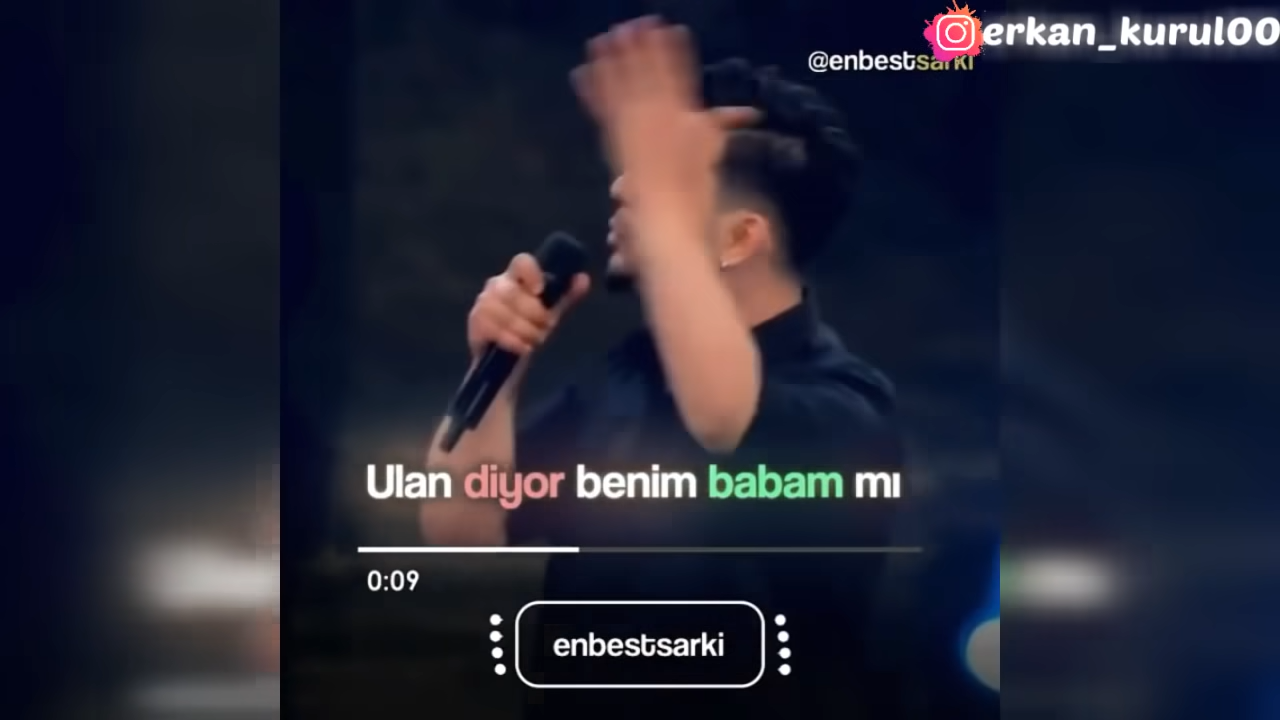 erkan_kurul00
@enbestsarki
Ulan diyor benim babam mı
0:09
enbestsarki